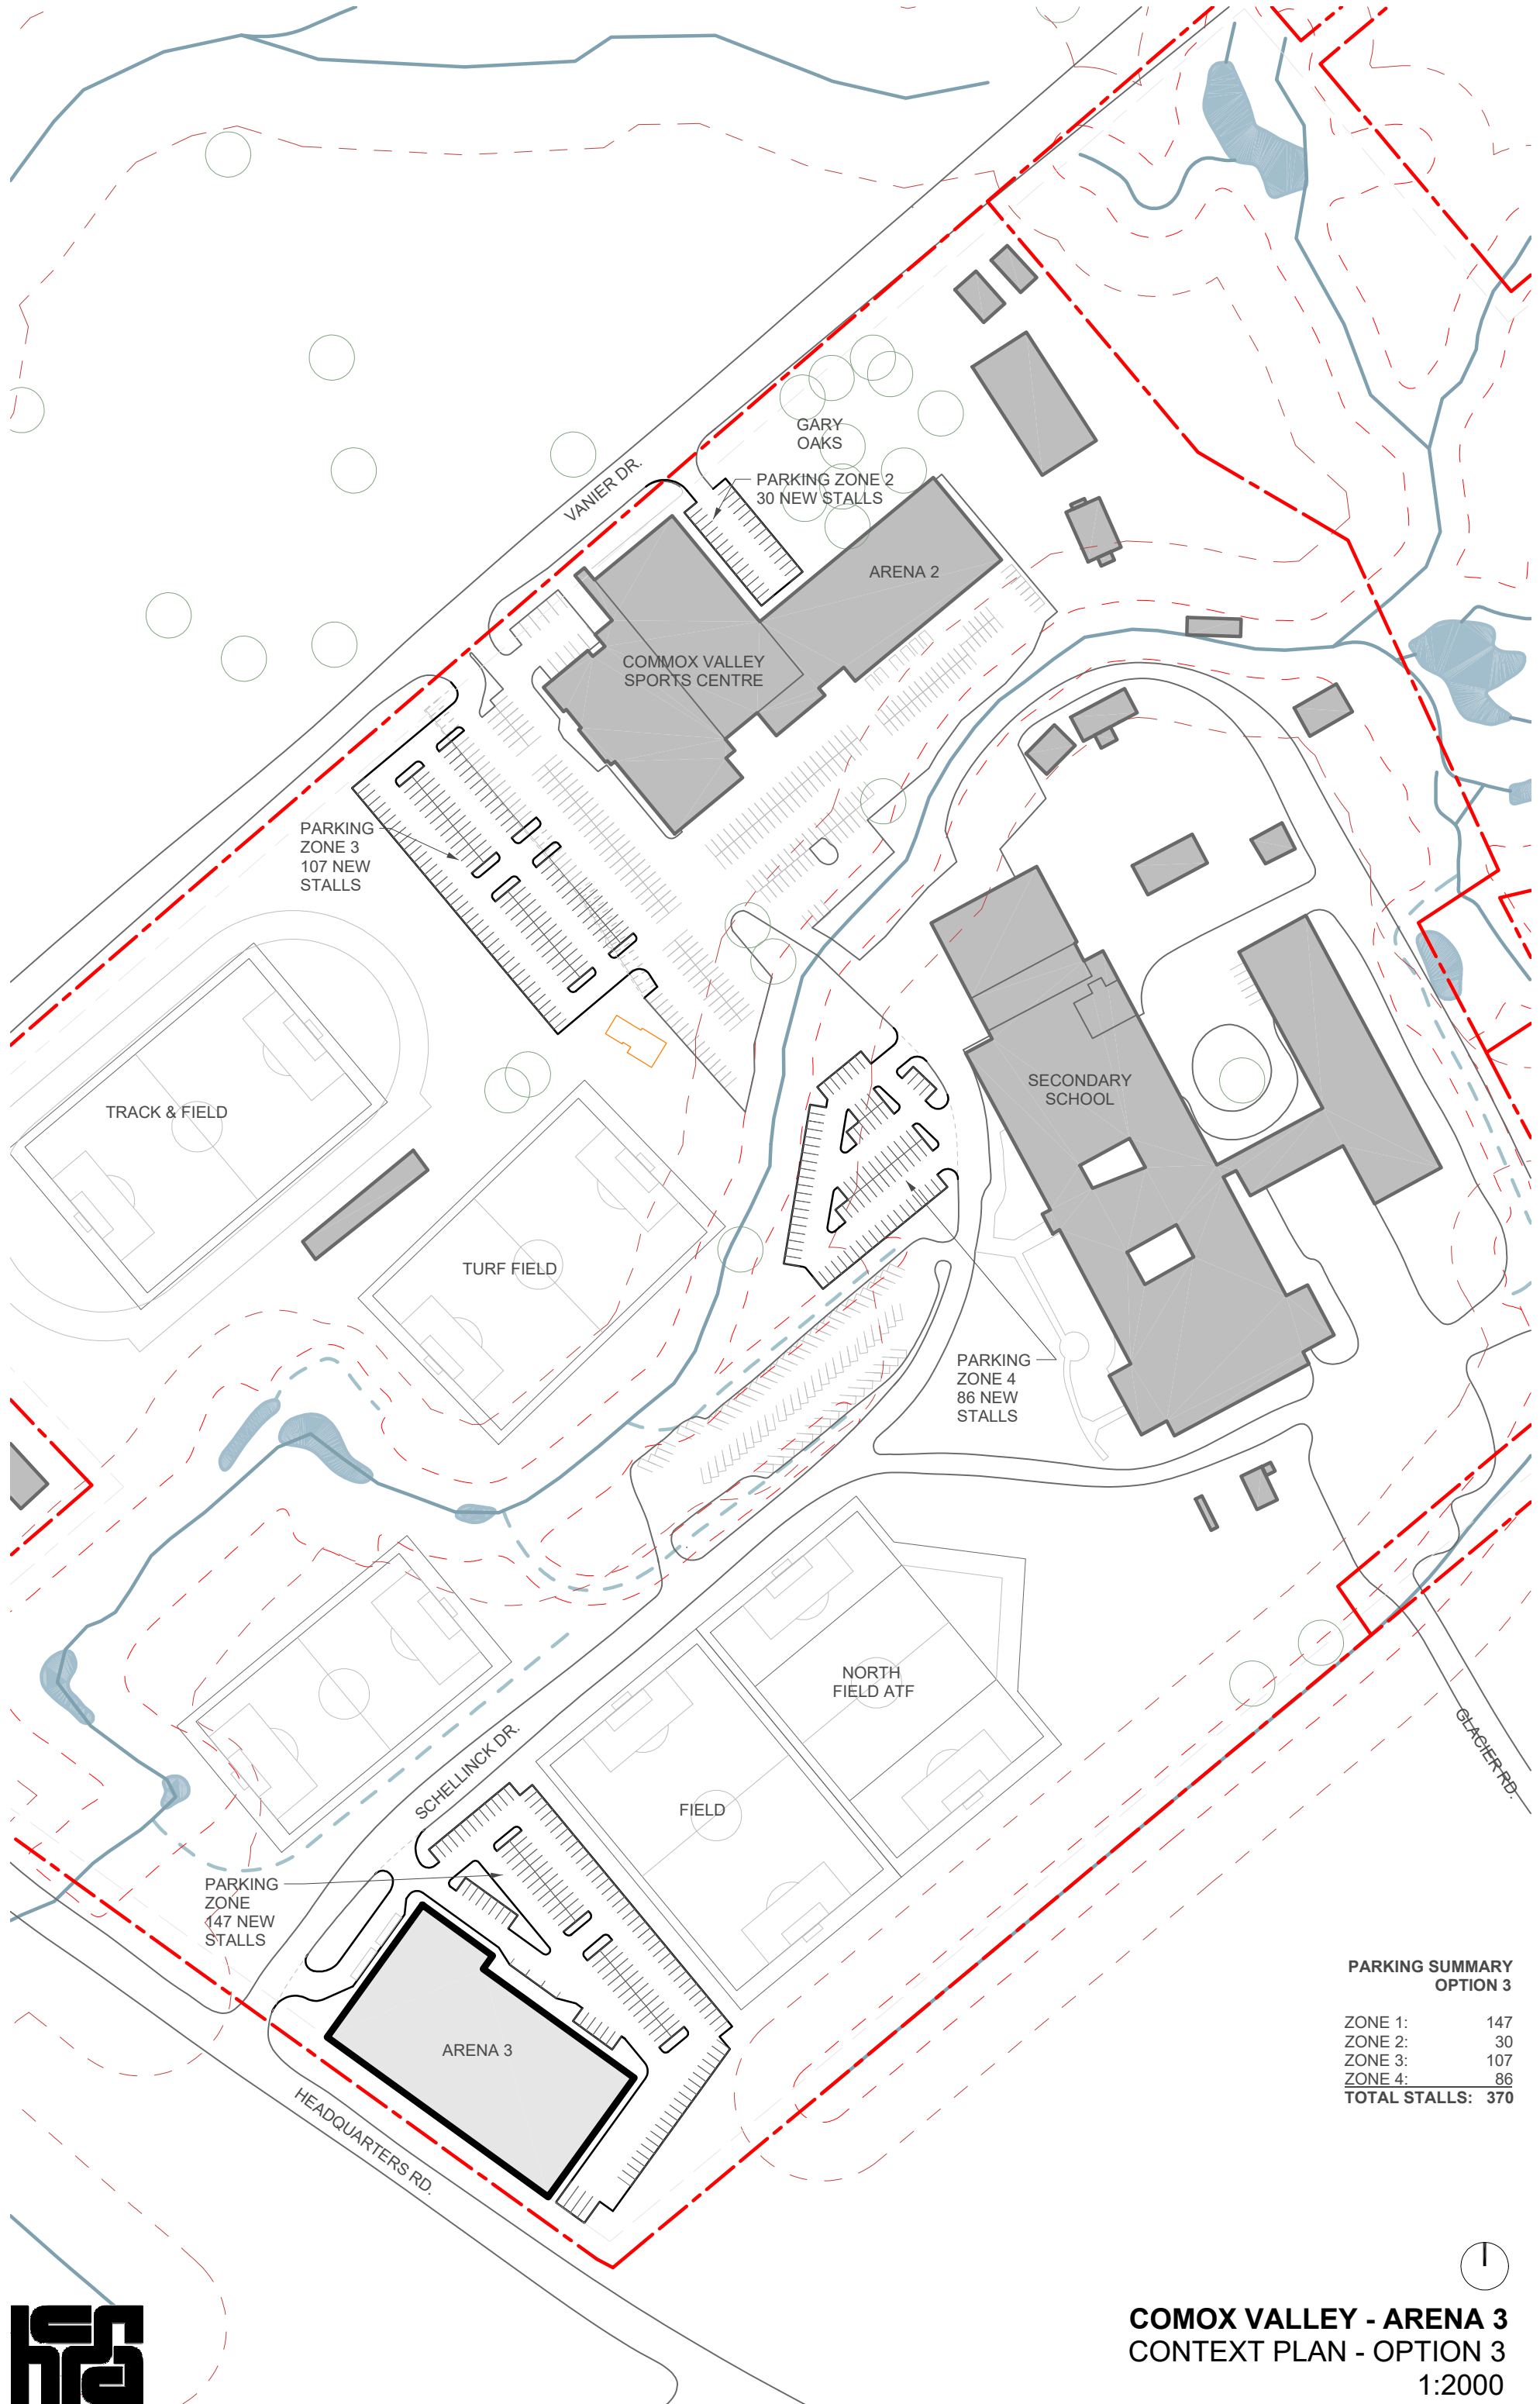 GARY
OAKS
VANIER DR.
PARKING ZONE 2
30 NEW STALLS
ARENA 2
COMMOX VALLEY
SPORTS CENTRE
PARKING
ZONE 3
107 NEW
STALLS
SECONDARY
SCHOOL
TRACK & FIELD
TURF FIELD
PARKING
ZONE 4
86 NEW
STALLS
NORTH
FIELD ATF
GLACIER RD.
SCHELLINCK DR.
FIELD
PARKING
ZONE
147 NEW
STALLS
ARENA 3
HEADQUARTERS RD.
PARKING SUMMARY
OPTION 3
ZONE 1: 147
ZONE 2: 30
ZONE 3: 107
ZONE 4: 86
TOTAL STALLS: 370
COMOX VALLEY - ARENA 3
CONTEXT PLAN - OPTION 3
1:2000